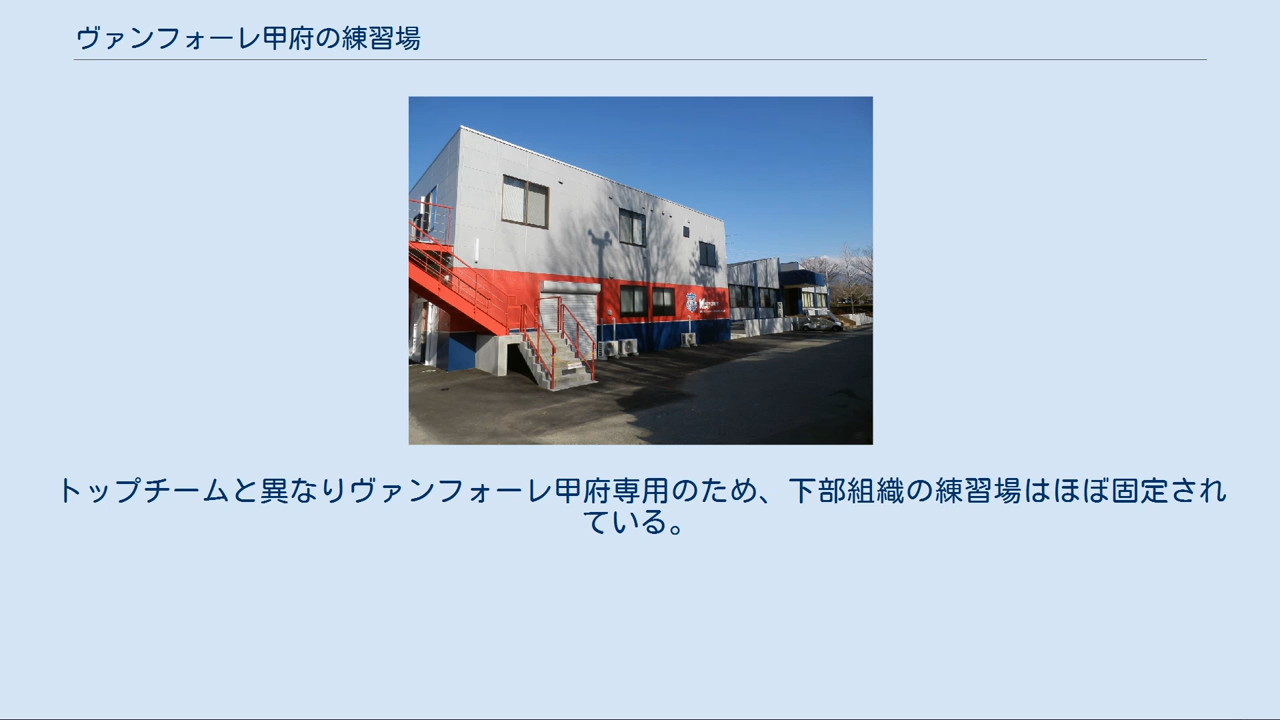 ヴァンフォーレ甲府の練習場
トップチームと異なりヴァンフォーレ甲府専用のため、下部組織の練習場はほぼ固定され
ている。